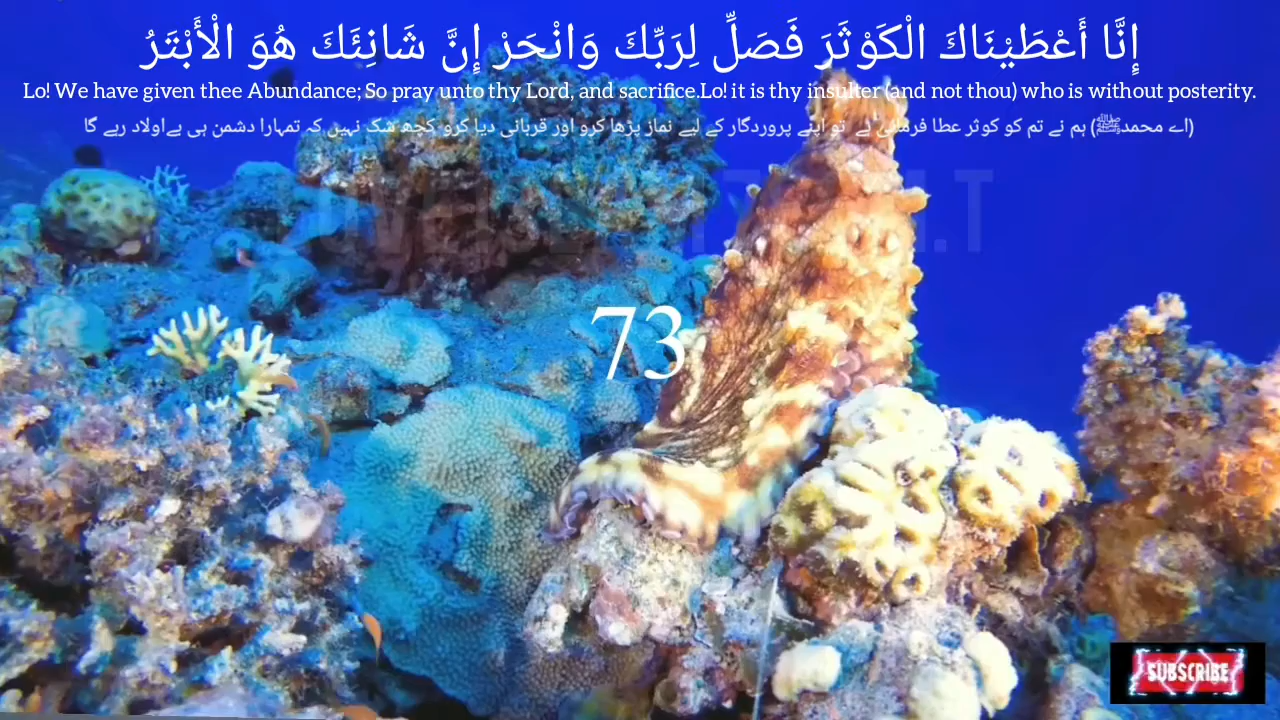 إِنَّا أَعْطَيْنَاكَ الْكَوْثَرَ فَصَلِّ لِرَبِّكَ وَانْحَرْ إِنَّ شَانِئَكَ هُوَ الْأَبْتَرُ
Lo! We have given thee Abundance; So pray unto thy Lord, and sacrifice.Lo! it is thy insulter (and not thou) who is without posterity.
(اے محمدﷺ) ہم نے تم کو کوثر عطا فرمائی ہے تو اپنے پروردگار کے لیے نماز پڑھا کرو اور قربانی دیا کرو کچھ شک نہیں کہ تمہارا دشمن ہی بےاولاد رہے گا
73
SUBSCRIBE